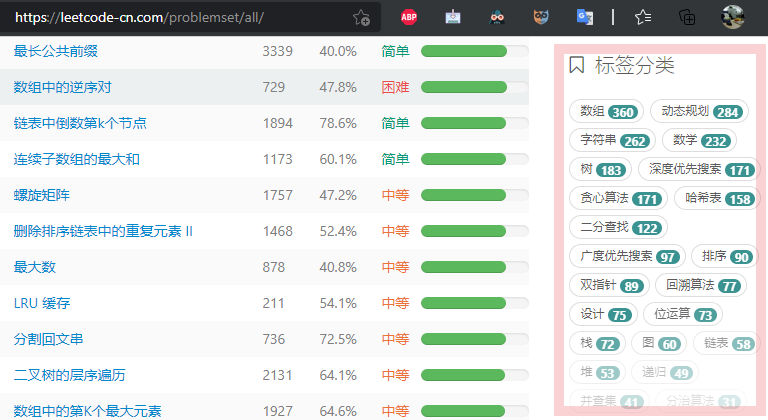 https://leetcode-cn.com/problemset/all/
ABP
最长公共前缀 3339 40.0% 简单
数组中的逆序对 729 47.8% 困难
链表中倒数第k个节点 1894 78.6% 简单
连续子数组的最大和 1173 60.1% 简单
螺旋矩阵 1757 47.2% 中等
删除排序链表中的重复元素 II 1468 52.4% 中等
最大数 878 40.8% 中等
LRU 缓存 211 54.1% 中等
分割回文串 736 72.5% 中等
二叉树的层序遍历 2131 64.1% 中等
数组中的第K个最大元素 1927 64.6% 中等
标签分类
数组 360 动态规划 284
字符串 262 数学 232
树 183 深度优先搜索 171
贪心算法 171 哈希表 158
二分查找 122
广度优先搜索 97 排序 90
双指针 89 回溯算法 77
设计 75 位运算 73
栈 72 图 60 链表 58
堆 53 递归 49
并查集 41 分治算法 31